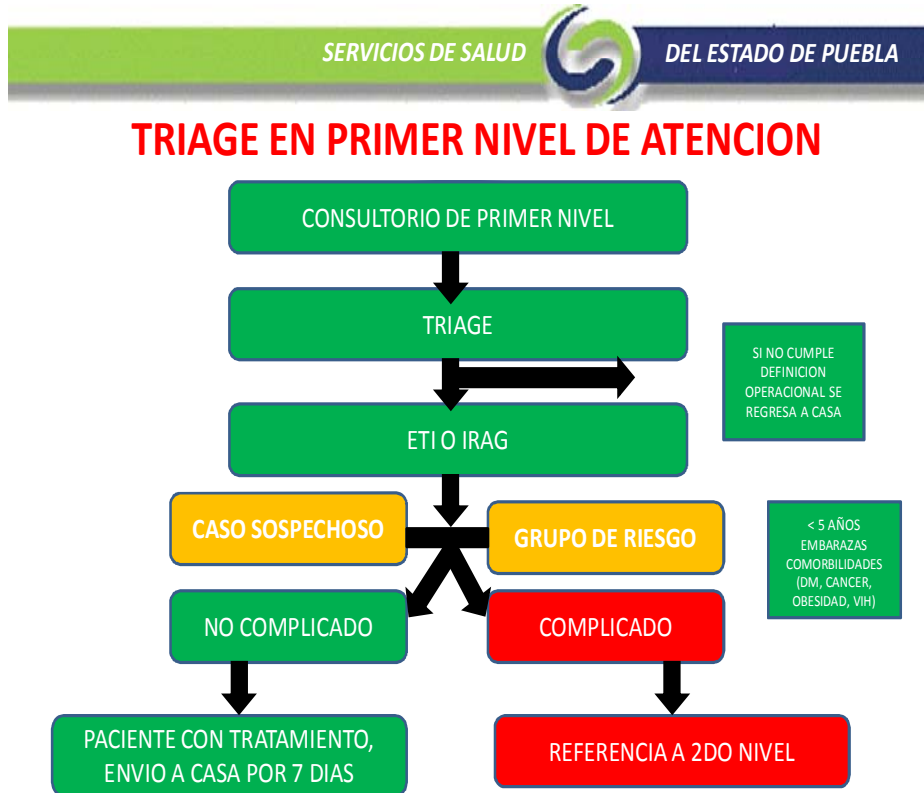 SERVICIOS DE SALUD
DEL ESTADO DE PUEBLA
TRIAGE EN PRIMER NIVEL DE ATENCION
CONSULTORIO DE PRIMER NIVEL
TRIAGE
SI NO CUMPLE
DEFINICION
OPERACIONAL SE
REGRESA A CASA
ETI O IRAG
CASO SOSPECHOSO
GRUPO DE RIESGO
< 5 AÑOS
EMBARAZAS
COMORBILIDADES
(DM, CANCER,
OBESIDAD, VIH)
NO COMPLICADO
COMPLICADO
PACIENTE CON TRATAMIENTO,
ENVIO A CASA POR 7 DIAS
REFERENCIA A 2DO NIVEL